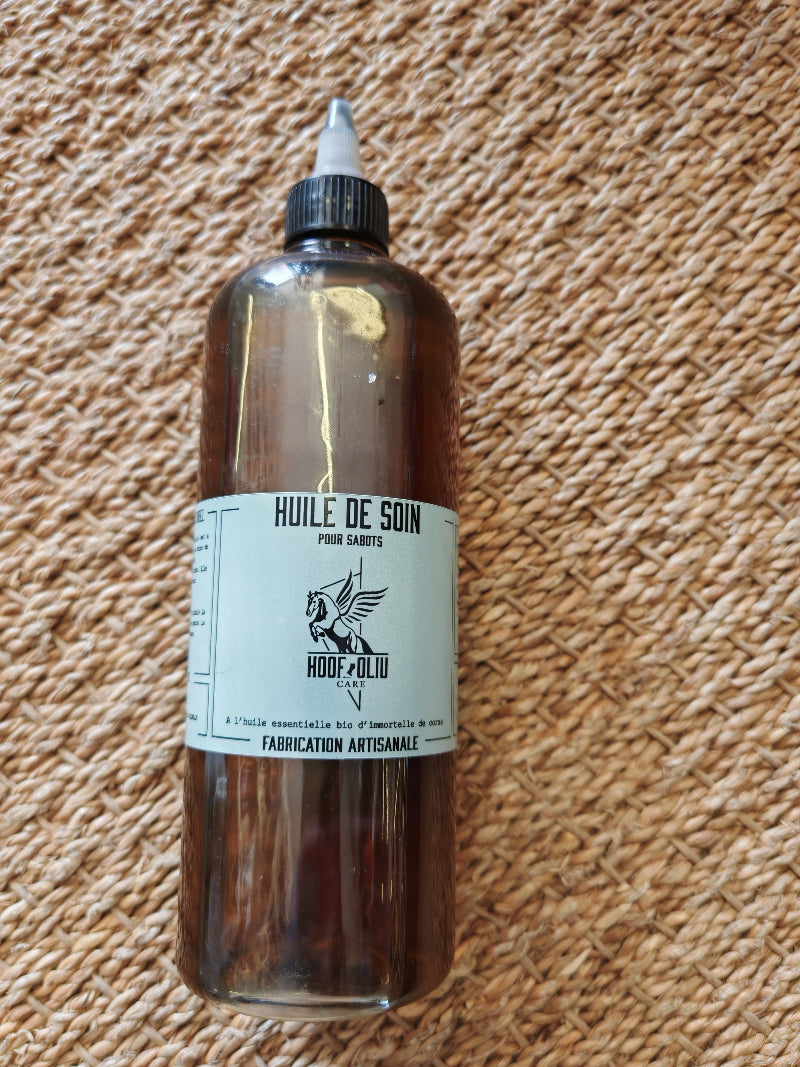 HUILE DE SOIN
POUR SABOTS
HOOF OLIU
CARE
A l'huile essentielle bio d'immortelle de corse
FABRICATION ARTISANALE